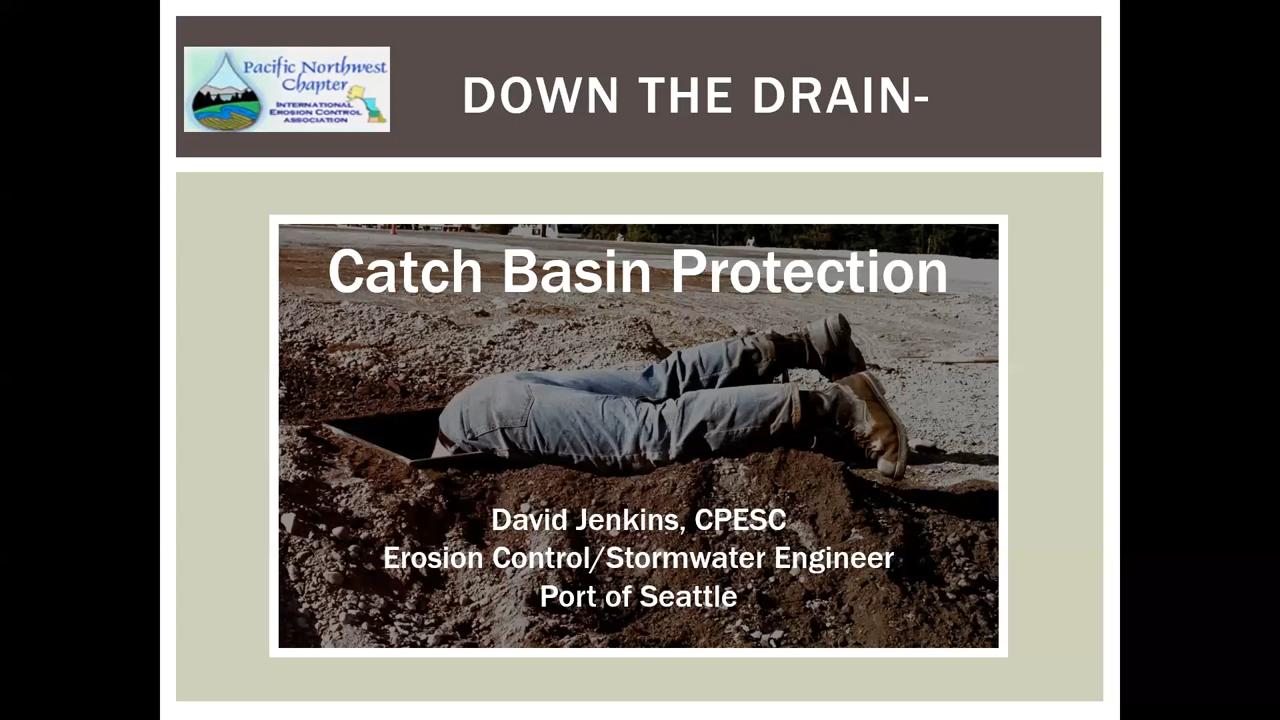 Pacific Northwest
Chapter
INTERNATIONAL
EROSION CONTROL
ASSOCIATION
DOWN THE DRAIN-
Catch Basin Protection
David Jenkins, CPESC
Erosion Control/Stormwater Engineer
Port of Seattle